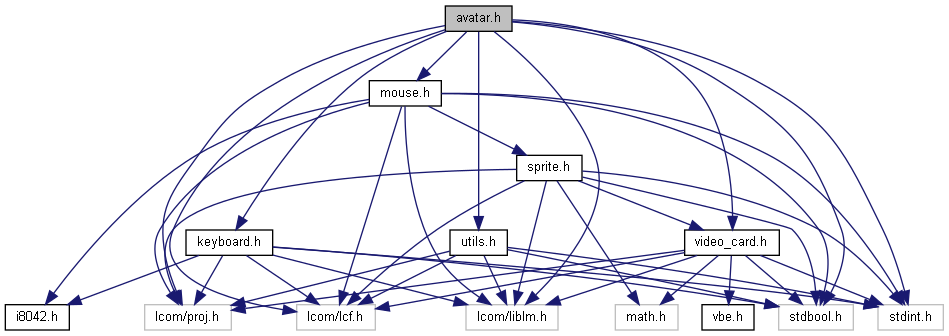 avatar.h
mouse.h
sprite.h
keyboard.h
utils.h
video_card.h
i8042.h
lcom/proj.h
lcom/lcf.h
lcom/liblm.h
math.h
vbe.h
stdbool.h
stdint.h